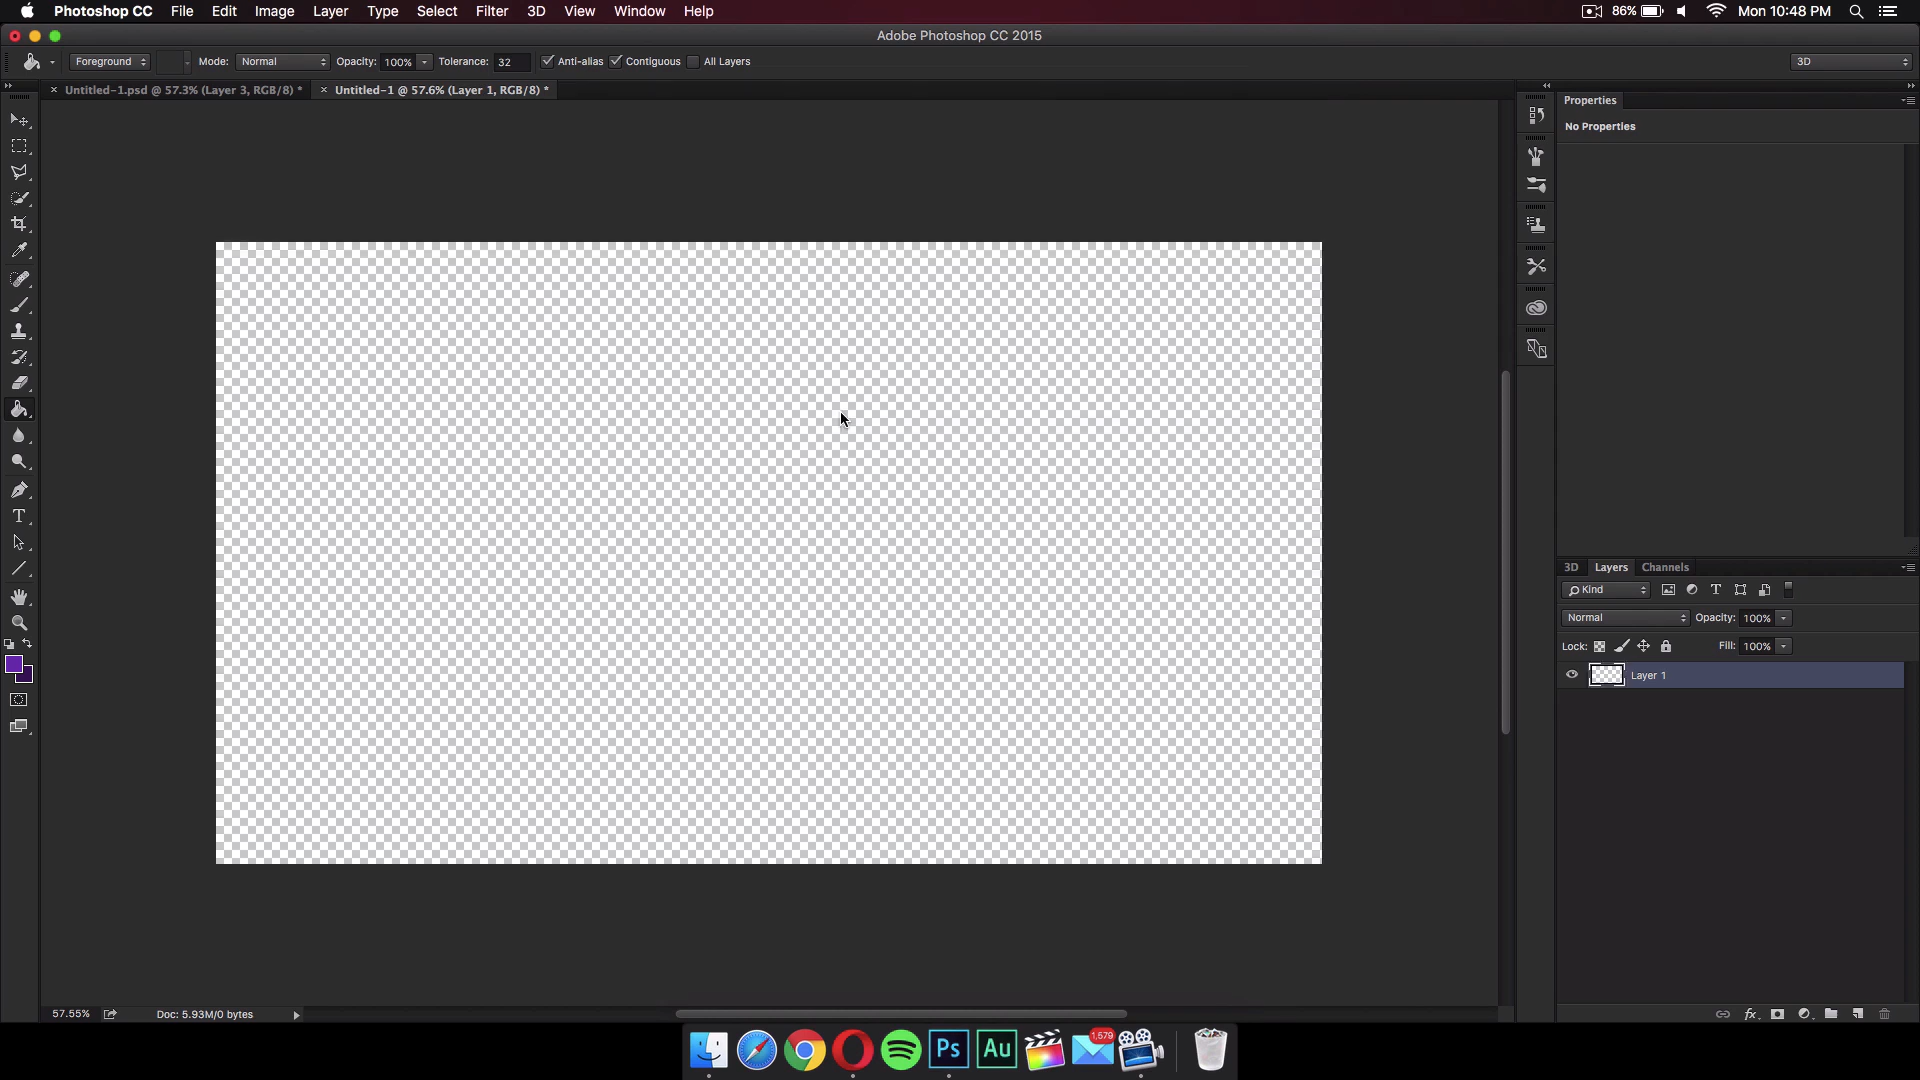 Photoshop CC File Edit Image Layer Type Select Filter 3D View Window Help 86% Mon 10:48 PM
Adobe Photoshop CC 2015
Foreground Mode: Normal Opacity: 100% Tolerance: 32 Anti-alias Contiguous All Layers 3D
Untitled-1.psd @ 57.3% (Layer 3, RGB/8) * Untitled-1 @ 57.6% (Layer 1, RGB/8) *
Properties
No Properties
3D Layers Channels
Kind
Normal Opacity: 100%
Lock: Fill: 100%
Layer 1
57.55% Doc: 5.93M/0 bytes
fx
Ps Au 1,579